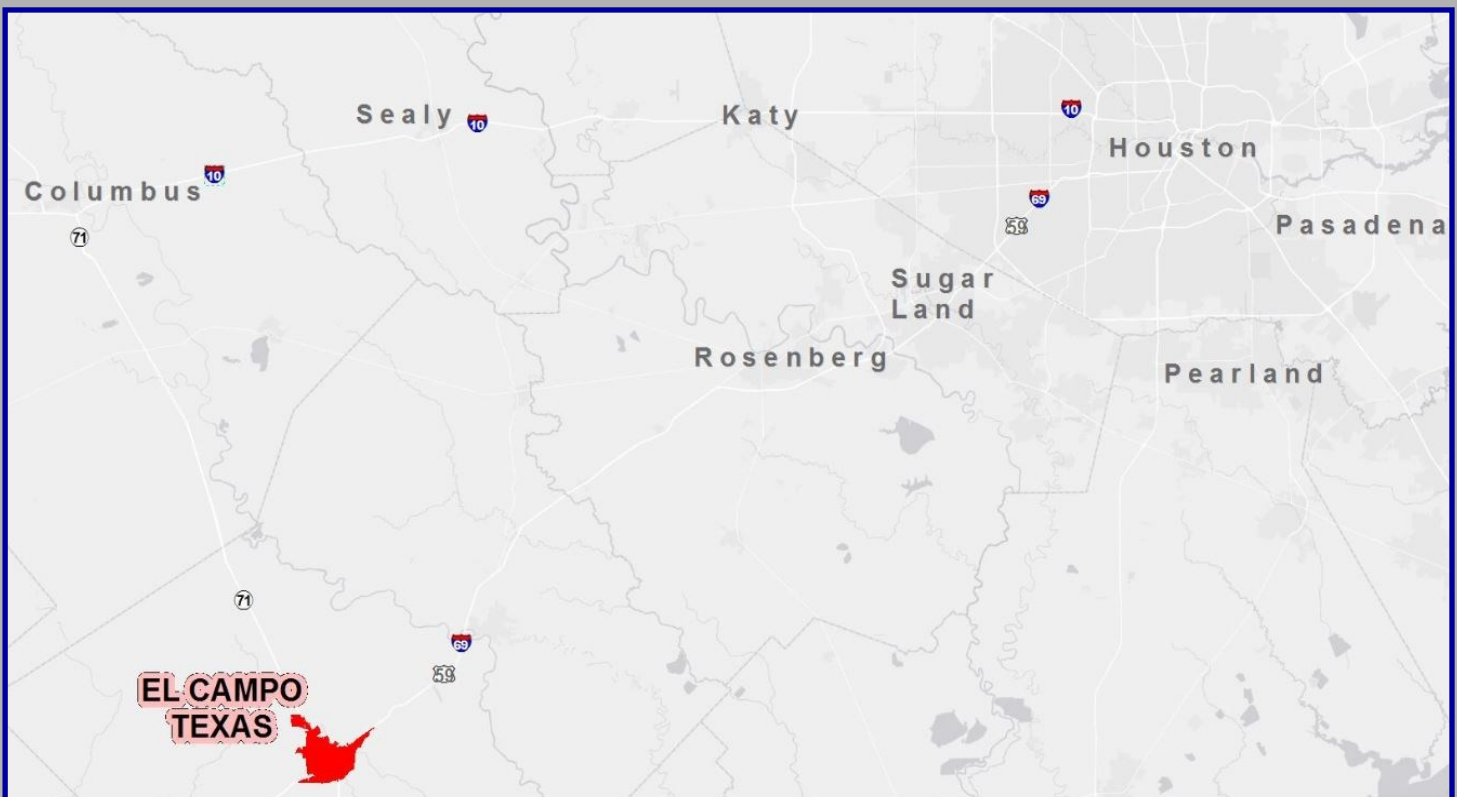 Sealy
10
Katy
10
Houston
Columbus
10
69
59
Pasadena
71
Sugar
Land
Rosenberg
Pearland
71
69
59
EL CAMPO
TEXAS